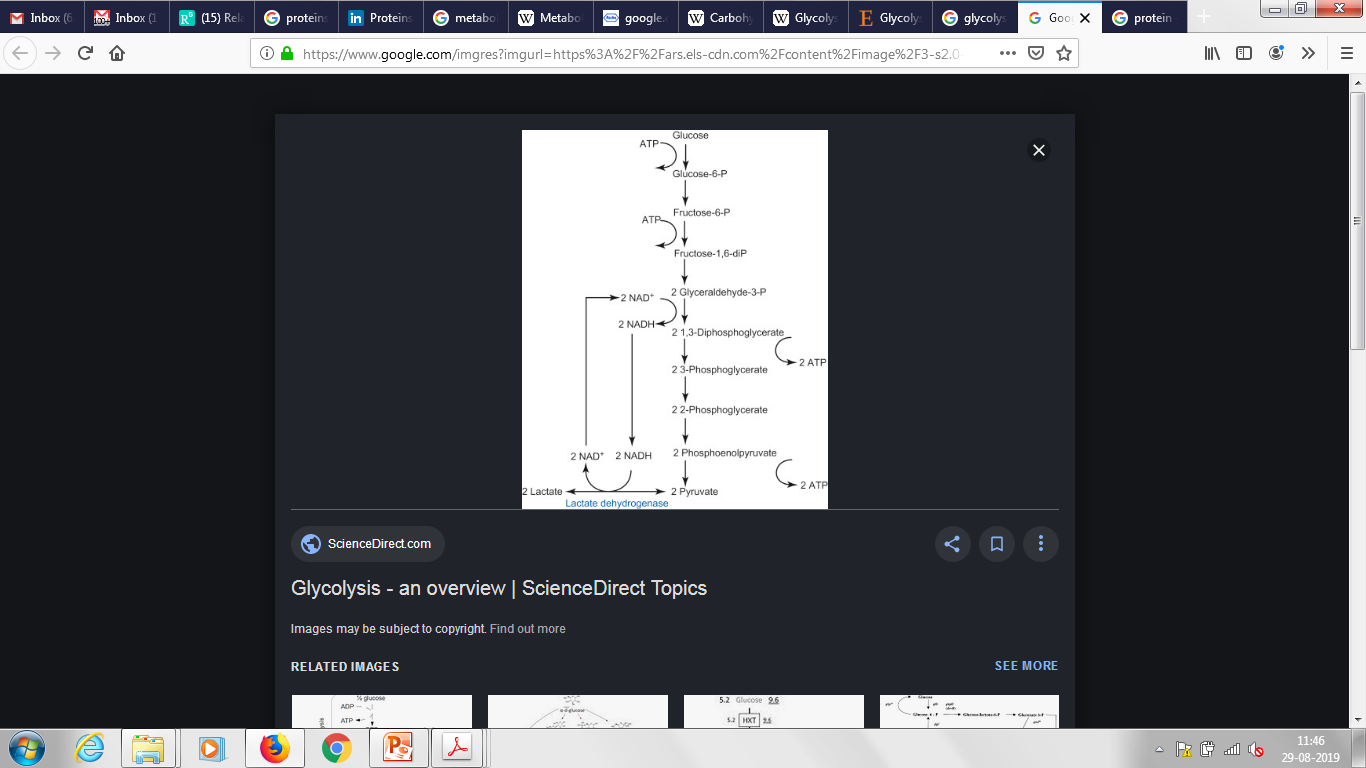 Inbox (6
Inbox (1
(15) Rela
proteins
Proteins
metabol
Metabol
google.c
Carbohy
Glycolys
Glycolys
glycolys
Goo
protein
https://www.google.com/imgres?imgurl=https%3A%2F%2Fars.els-cdn.com%2Fcontent%2Fimage%2F3-s2.0-
Glucose
ATP
Glucose-6-P
Fructose-6-P
ATP
Fructose-1,6-diP
2 Glyceraldehyde-3-P
2 NAD⁺
2 NADH
2 1,3-Diphosphoglycerate
2 ATP
2 3-Phosphoglycerate
2 2-Phosphoglycerate
2 Phosphoenolpyruvate
2 NAD⁺ 2 NADH
2 ATP
2 Lactate
2 Pyruvate
Lactate dehydrogenase
ScienceDirect.com
Glycolysis - an overview | ScienceDirect Topics
Images may be subject to copyright. Find out more
RELATED IMAGES
SEE MORE
½ glucose
ADP
ATP
α-d-glucose
5.2 Glucose 9.6
5.2 HXT 9.6
11:46
29-08-2019